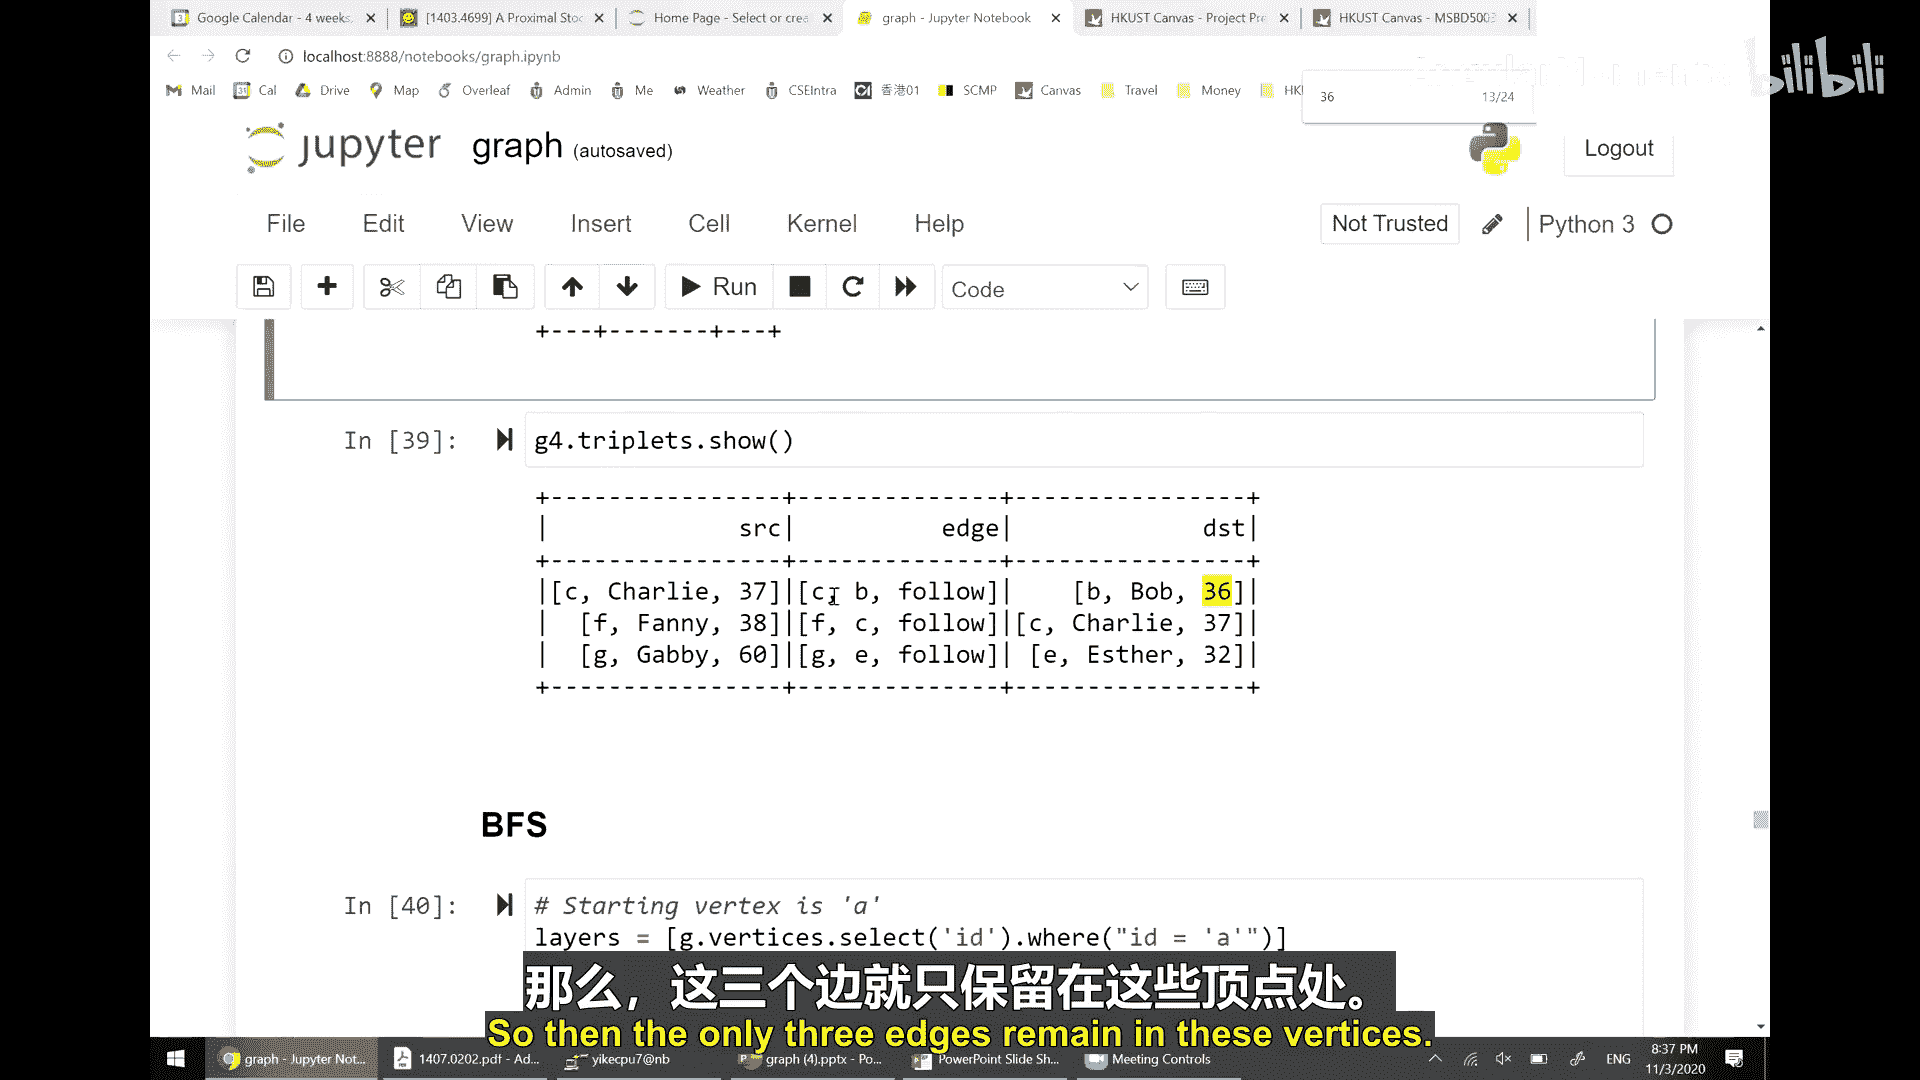 Google Calendar - 4 weeks,
[1403.4699] A Proximal Stoc
Home Page - Select or crea
graph - Jupyter Notebook
HKUST Canvas - Project Pre
HKUST Canvas - MSBD5003
localhost:8888/notebooks/graph.ipynb
bilibili
Mail Cal Drive Map Overleaf Admin Me Weather CSEIntra 香港01 SCMP Canvas Travel Money
36 13/24
jupyter graph (autosaved) Logout
File Edit View Insert Cell Kernel Help Not Trusted Python 3
Run Code
+---+-------+---+
In [39]: g4.triplets.show()
+----------------+--------------+----------------+
|             src|          edge|             dst|
+----------------+--------------+----------------+
|[c, Charlie, 37]|[c, b, follow]|    [b, Bob, 36]|
|  [f, Fanny, 38]|[f, c, follow]|[c, Charlie, 37]|
|  [g, Gabby, 60]|[g, e, follow]| [e, Esther, 32]|
+----------------+--------------+----------------+
BFS
In [40]: # Starting vertex is 'a'
layers = [g.vertices.select('id').where("id = 'a'")]
那么，这三个边就只保留在这些顶点处。
So then the only three edges remain in these vertices.
graph - Jupyter Not...
1407.0202.pdf - Ad...
yikecpu7@nb
graph (4).pptx - Po...
PowerPoint Slide Sh...
Meeting Controls
ENG
8:37 PM
11/3/2020